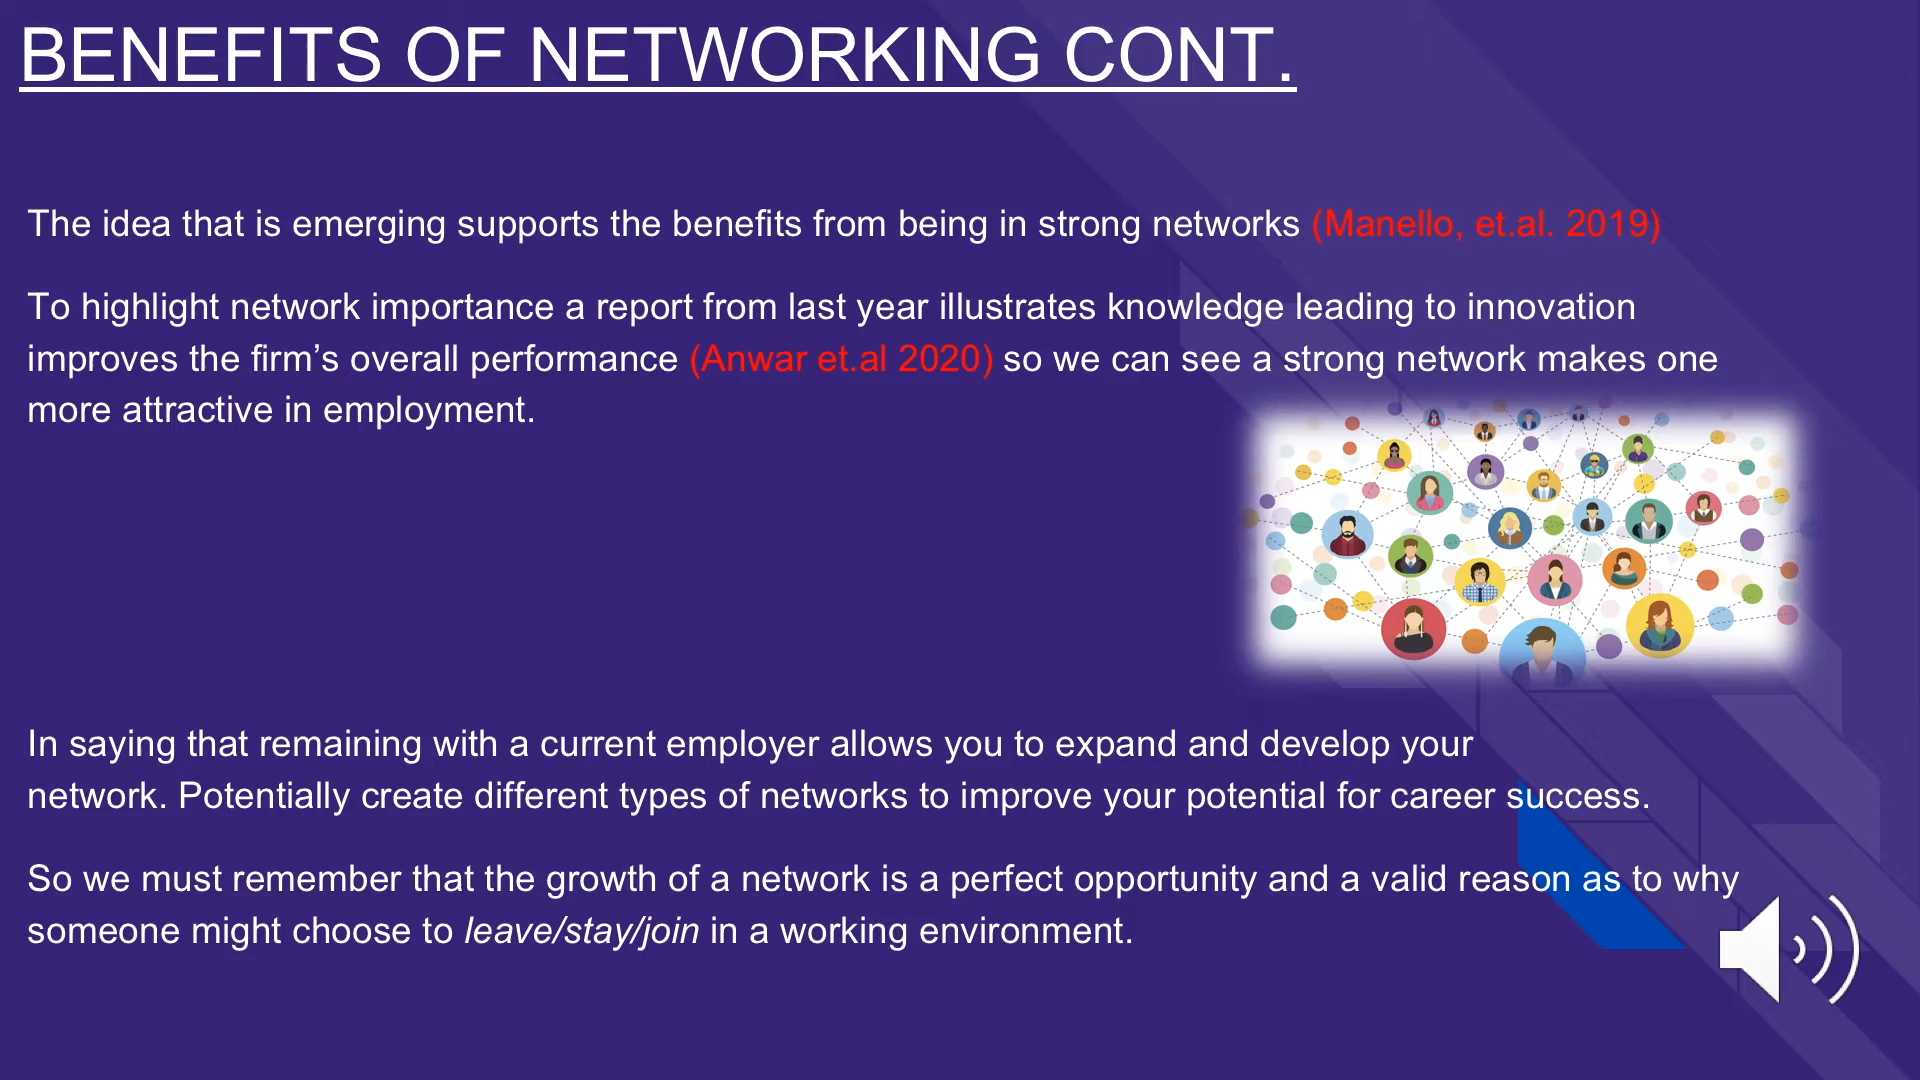 BENEFITS OF NETWORKING CONT.
The idea that is emerging supports the benefits from being in strong networks (Manello, et.al. 2019)
To highlight network importance a report from last year illustrates knowledge leading to innovation
improves the firm’s overall performance (Anwar et.al 2020) so we can see a strong network makes one
more attractive in employment.
In saying that remaining with a current employer allows you to expand and develop your
network. Potentially create different types of networks to improve your potential for career success.
So we must remember that the growth of a network is a perfect opportunity and a valid reason as to why
someone might choose to leave/stay/join in a working environment.